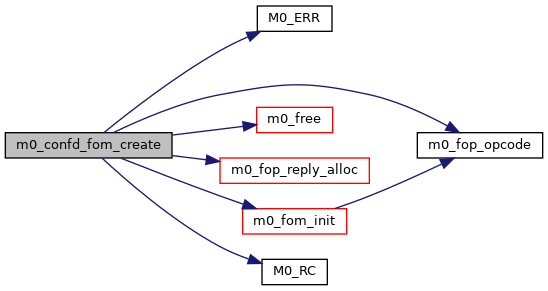 M0_ERR
m0_free
m0_confd_fom_create
m0_fop_opcode
m0_fop_reply_alloc
m0_fom_init
M0_RC